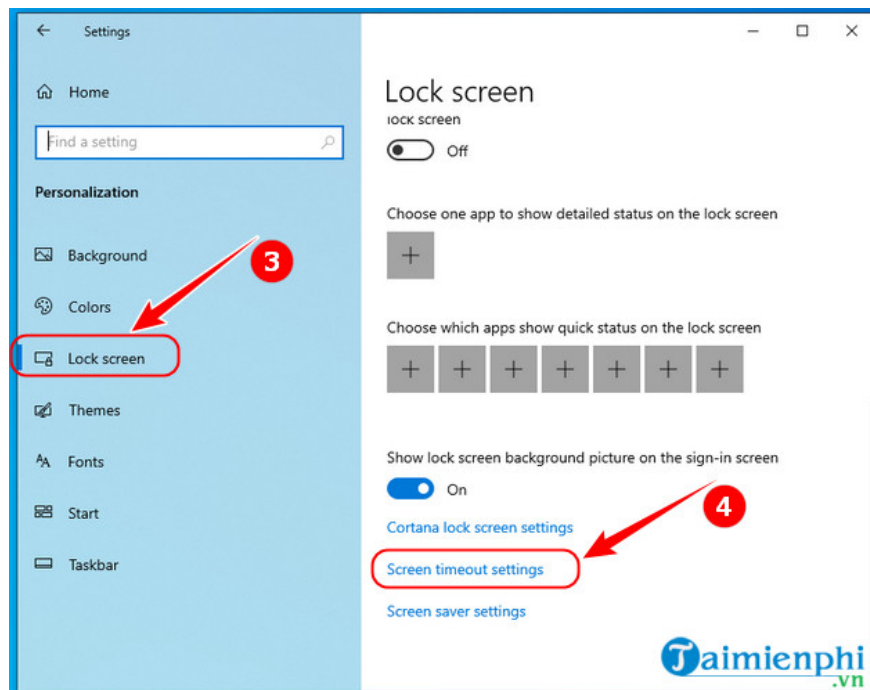 Settings
Home
Find a setting
Personalization
Background
Colors
Lock screen
Themes
Fonts
Start
Taskbar
3
Lock screen
lock screen
Off
Choose one app to show detailed status on the lock screen
Choose which apps show quick status on the lock screen
Show lock screen background picture on the sign-in screen
On
4
Cortana lock screen settings
Screen timeout settings
Screen saver settings
Taimienphi
.vn